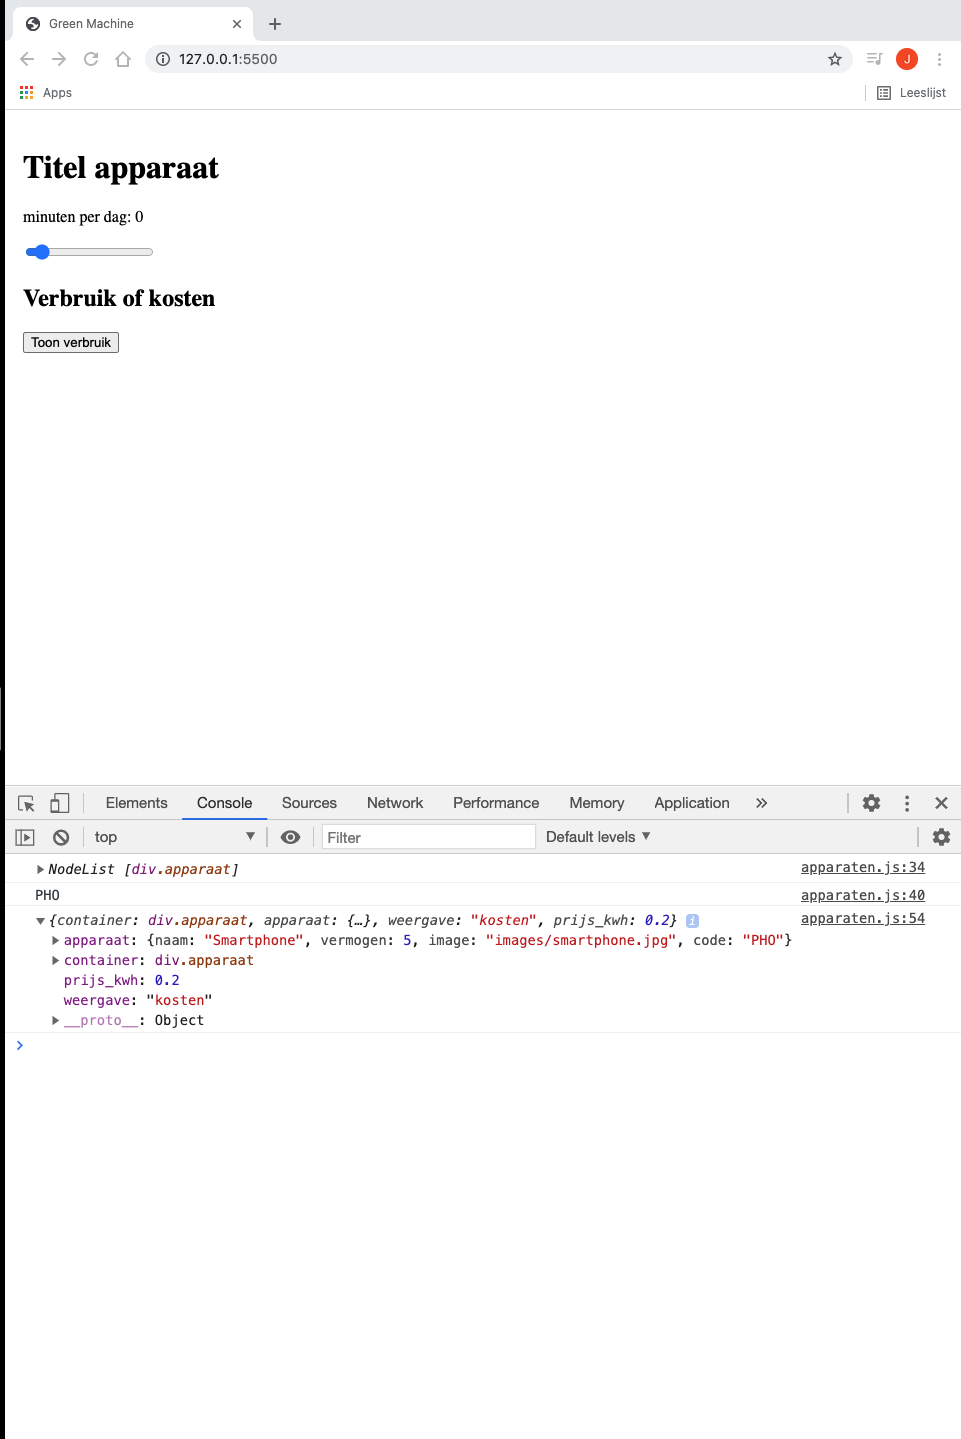 Green Machine
127.0.0.1:5500
J
Apps
Leeslijst
Titel apparaat
minuten per dag: 0
Verbruik of kosten
Toon verbruik
Elements Console Sources Network Performance Memory Application »
top Filter Default levels
NodeList [div.apparaat] apparaten.js:34
PHO apparaten.js:40
{container: div.apparaat, apparaat: {…}, weergave: "kosten", prijs_kwh: 0.2} i apparaten.js:54
apparaat: {naam: "Smartphone", vermogen: 5, image: "images/smartphone.jpg", code: "PHO"}
container: div.apparaat
prijs_kwh: 0.2
weergave: "kosten"
__proto__: Object